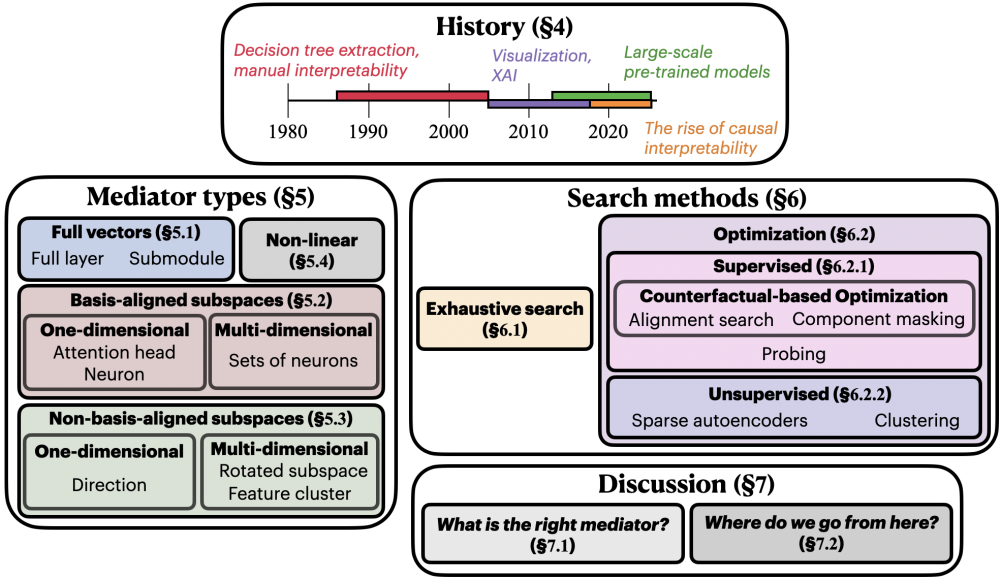 History (§4)
Decision tree extraction,
manual interpretability
Visualization,
XAI
Large-scale
pre-trained models
1980 1990 2000 2010 2020
The rise of causal
interpretability
Mediator types (§5)
Full vectors (§5.1)
Full layer Submodule
Non-linear
(§5.4)
Basis-aligned subspaces (§5.2)
One-dimensional
Attention head
Neuron
Multi-dimensional
Sets of neurons
Non-basis-aligned subspaces (§5.3)
One-dimensional
Direction
Multi-dimensional
Rotated subspace
Feature cluster
Search methods (§6)
Exhaustive search
(§6.1)
Optimization (§6.2)
Supervised (§6.2.1)
Counterfactual-based Optimization
Alignment search Component masking
Probing
Unsupervised (§6.2.2)
Sparse autoencoders Clustering
Discussion (§7)
What is the right mediator?
(§7.1)
Where do we go from here?
(§7.2)